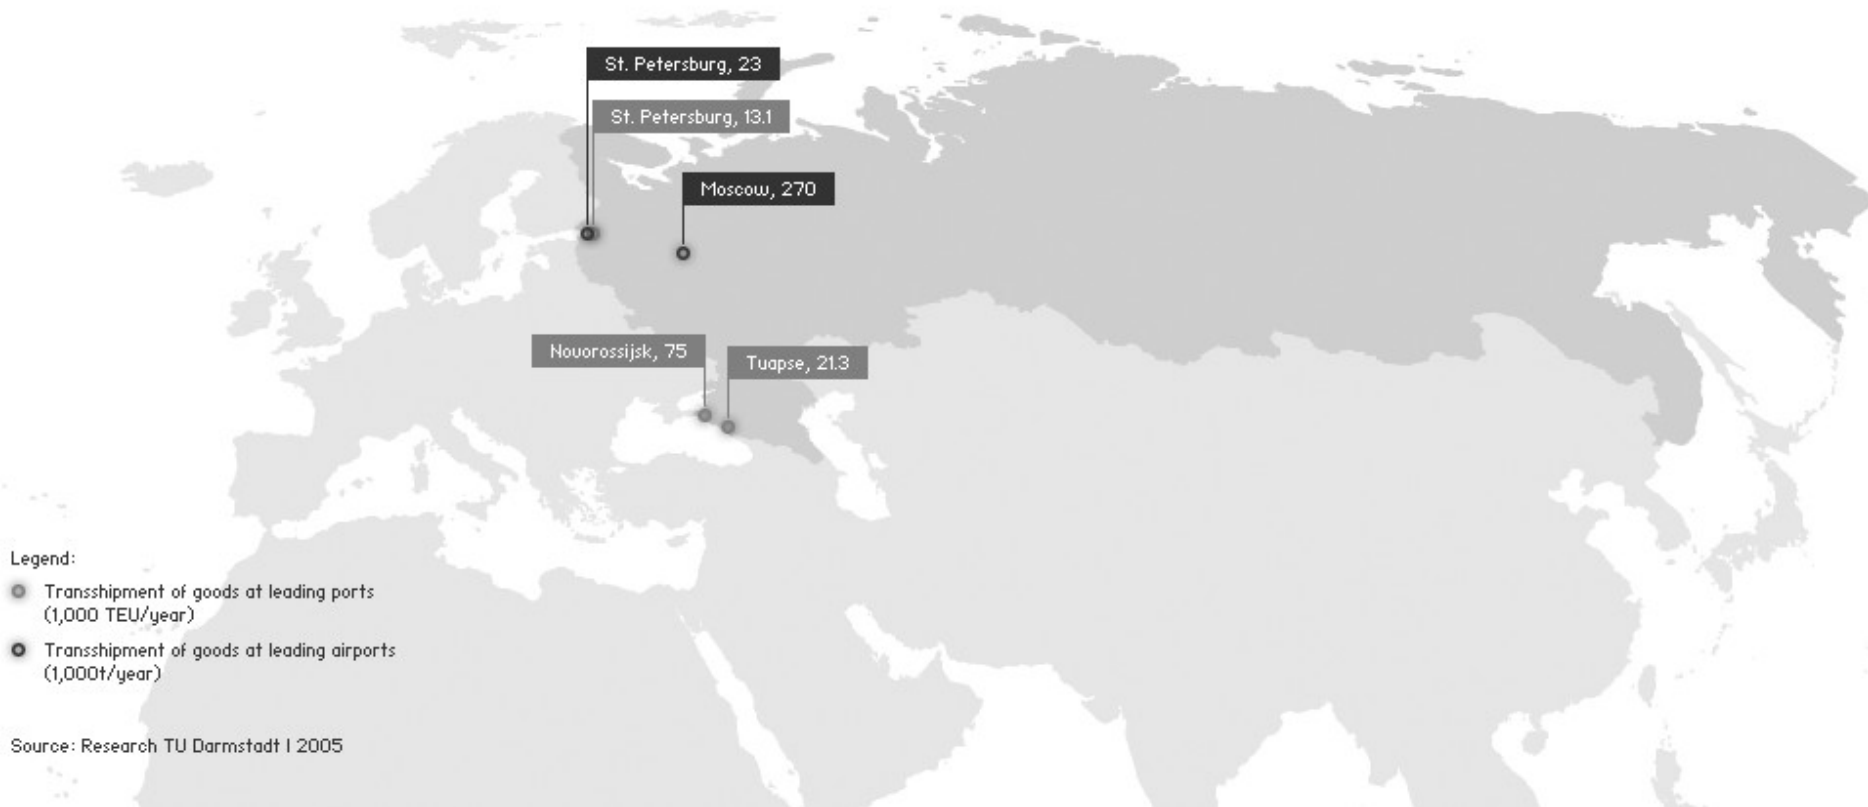 St. Petersburg, 23
St. Petersburg, 13.1
Moscow, 270
Novorossijsk, 75
Tuapse, 21.3
Legend:
Transshipment of goods at leading ports
(1,000 TEU/year)
Transshipment of goods at leading airports
(1,000t/year)
Source: Research TU Darmstadt | 2005